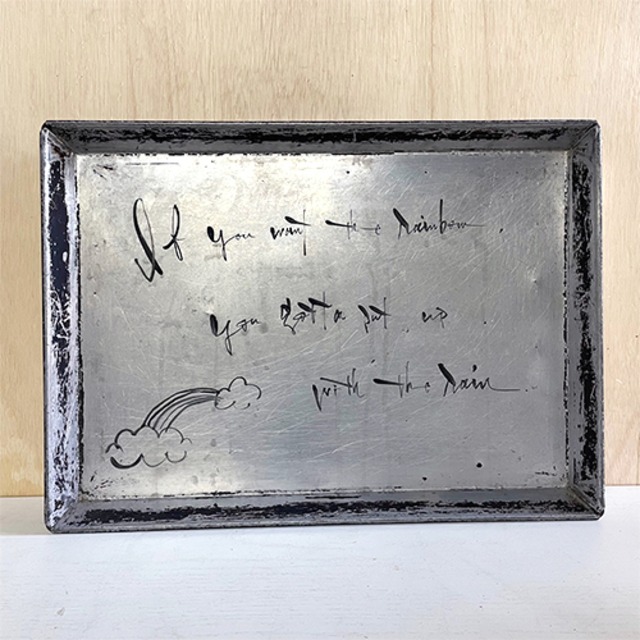 If you want the rainbow.
you gotta put up
with the rain.